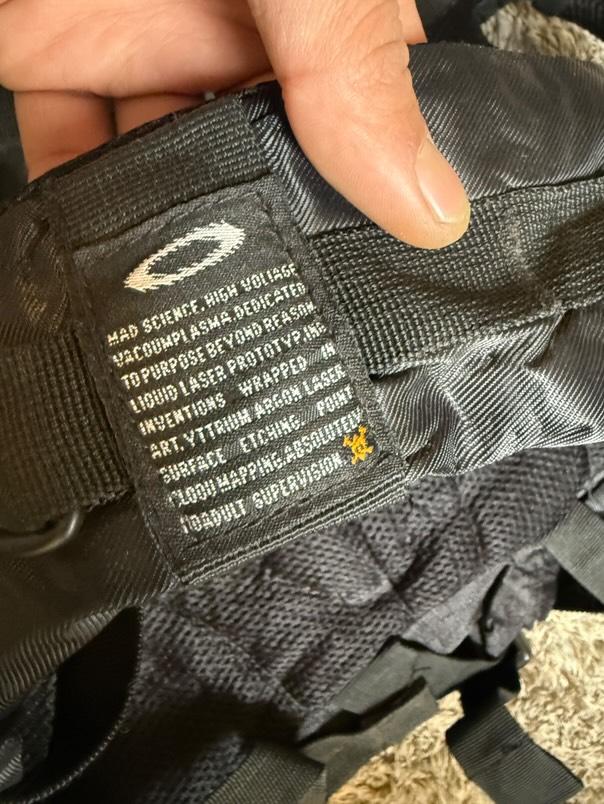 MAD SCIENCE, HIGH VOLTAGE
VACUUMPLASMA, DEDICATED
TO PURPOSE BEYOND REASON
LIQUID LASER PROTOTYPING
INVENTIONS WRAPPED IN
ART, YTTRIUM ARGON LASER
SURFACE ETCHING POINT
CLOUD MAPPING, ABSOLUTELY
NO ADULT SUPERVISION